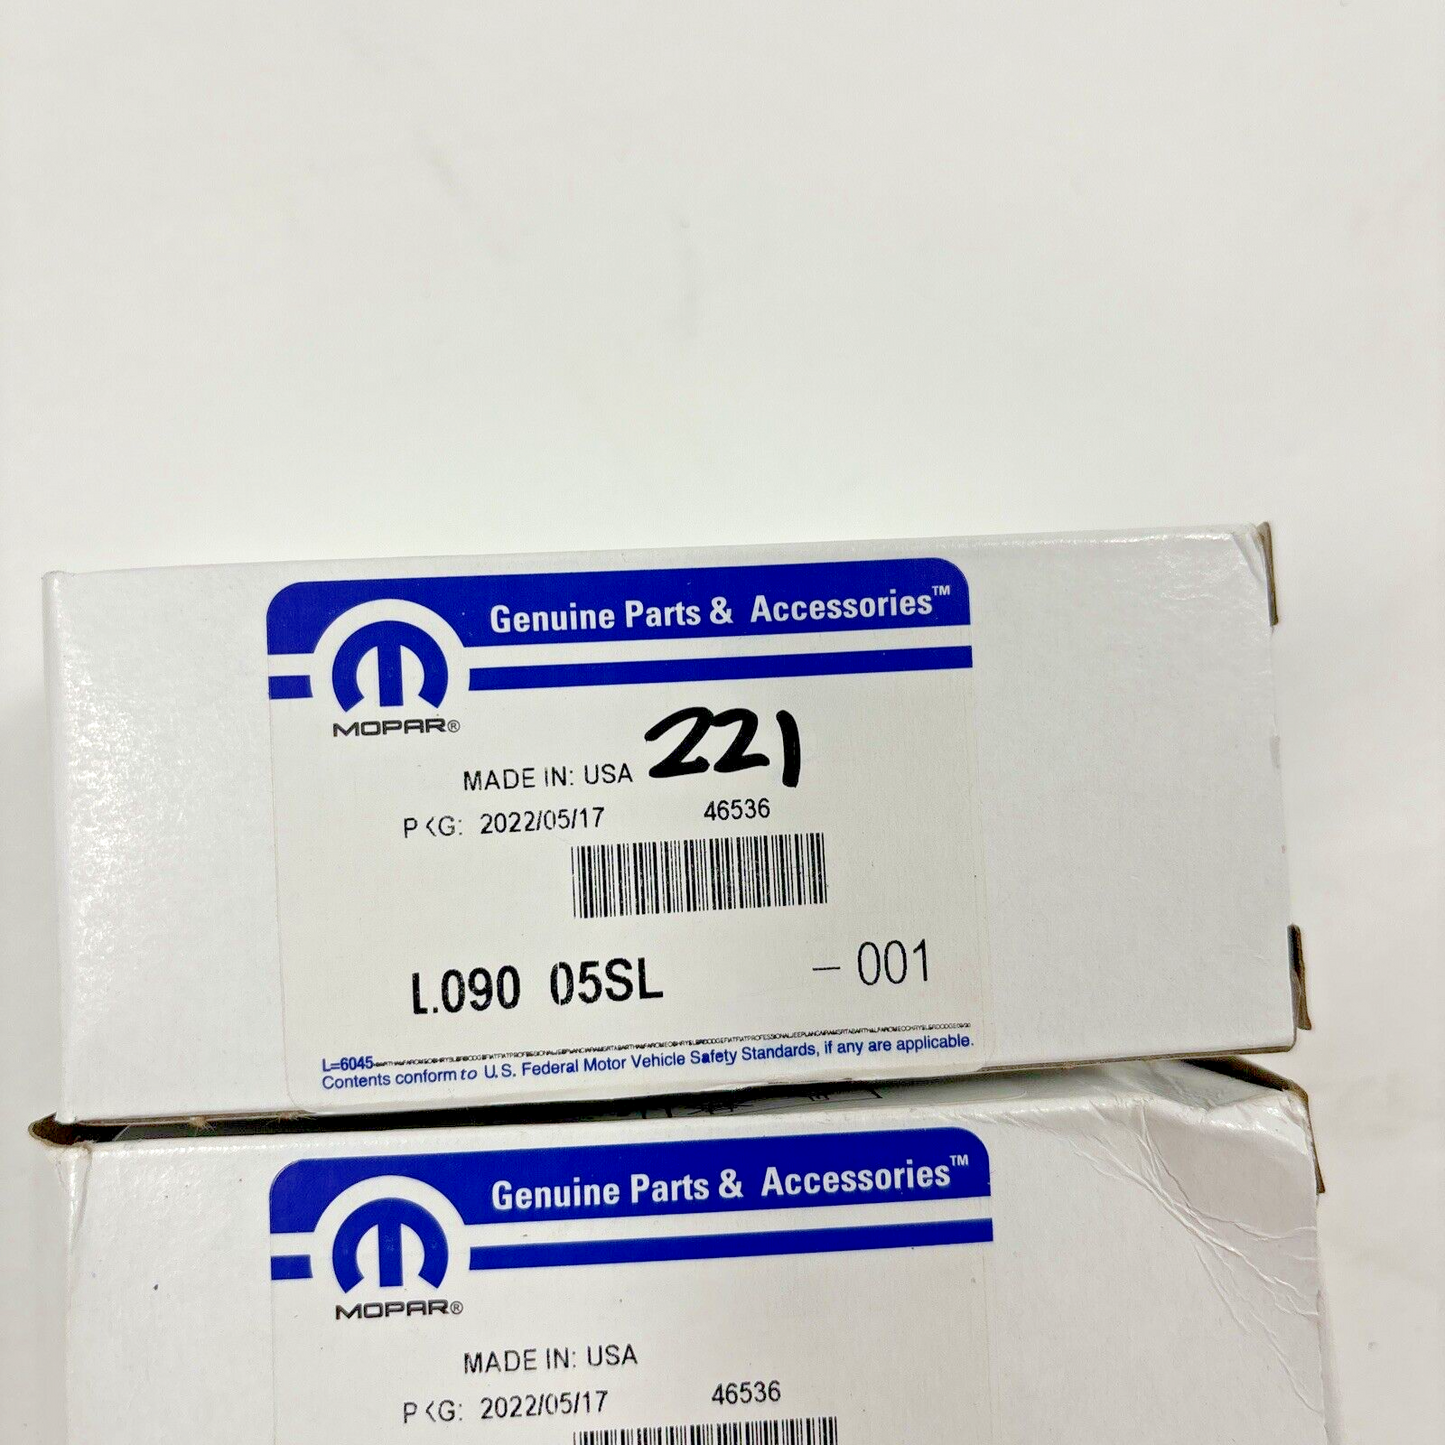 Genuine Parts & Accessories™
MOPAR®
221
MADE IN: USA
PKG: 2022/05/17 46536
L090 05SL - 001
L=6045
Contents conform to U.S. Federal Motor Vehicle Safety Standards, if any are applicable.
Genuine Parts & Accessories™
MOPAR®
MADE IN: USA
PKG: 2022/05/17 46536